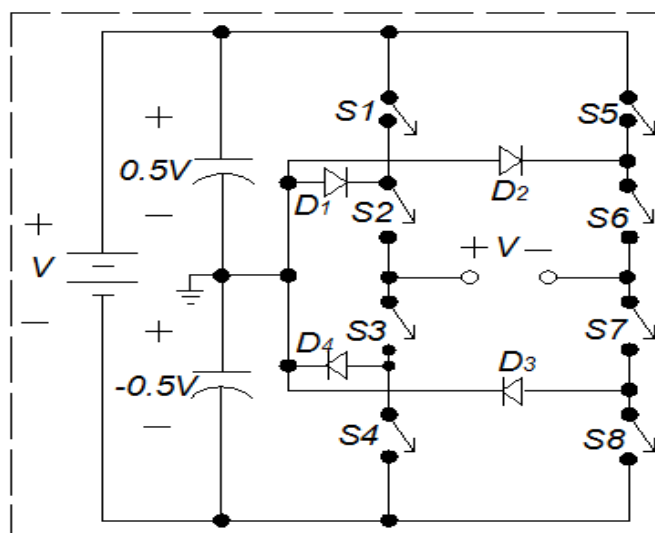 S1
S5
+
+
0.5V
D1
D2
−
S2
S6
+
V
+ V −
−
+
S3
S7
D4
D3
-0.5V
−
S4
S8